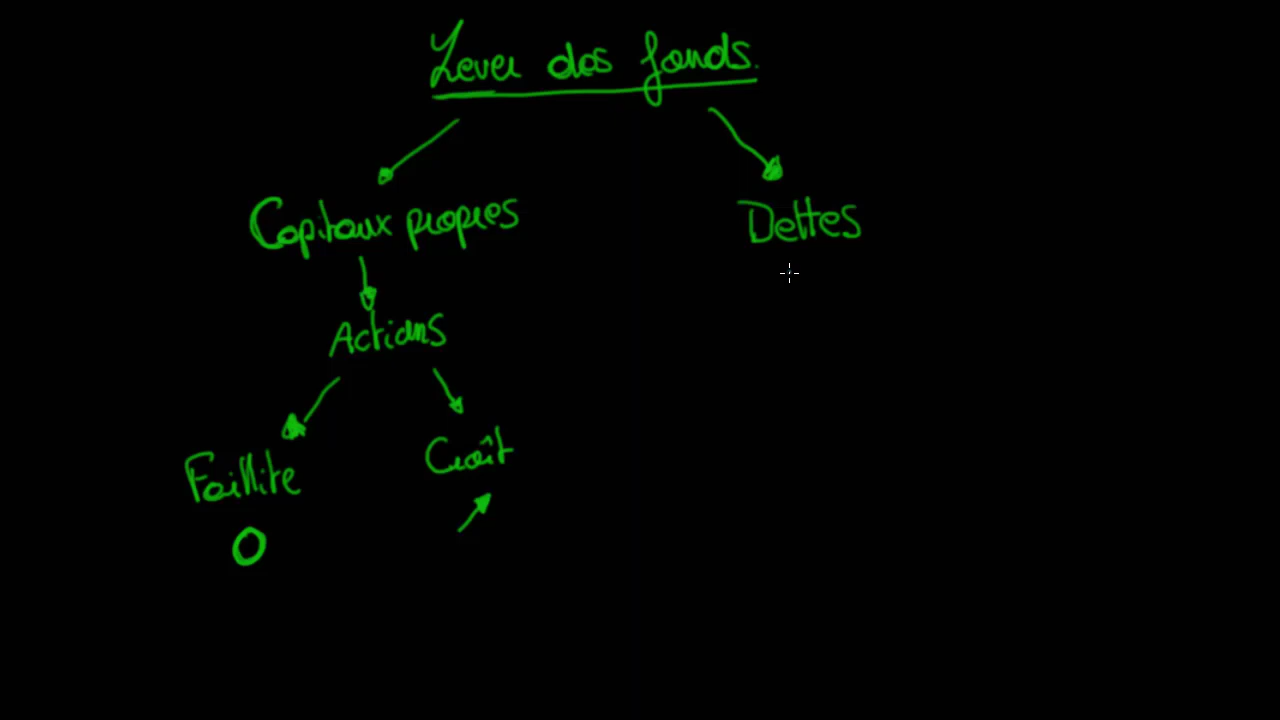 Lever des fonds.
Capitaux propres
Dettes
Actions
Faillite
Croît
0